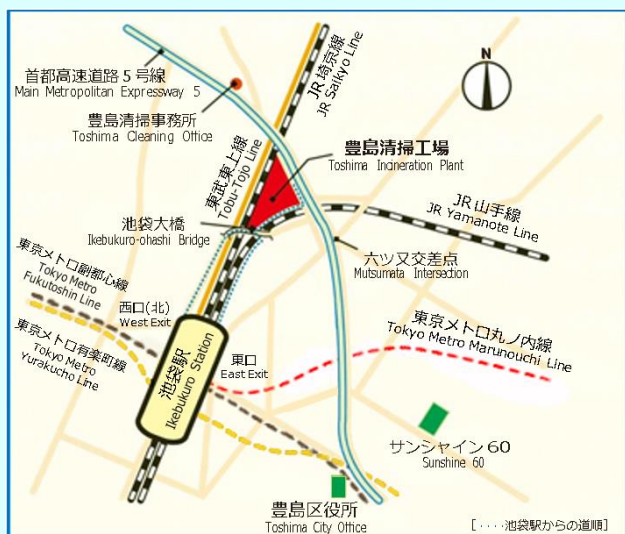 首都高速道路5号線
Main Metropolitan Expressway 5
豊島清掃事務所
Toshima Cleaning Office
JR埼京線
JR Saikyo Line
N
東武東上線
Tobu-Tojo Line
豊島清掃工場
Toshima Incineration Plant
池袋大橋
Ikebukuro-ohashi Bridge
JR山手線
JR Yamanote Line
六ツ又交差点
Mutsumata Intersection
東京メトロ副都心線
Tokyo Metro
Fukutoshin Line
西口(北)
West Exit
東京メトロ有楽町線
Tokyo Metro
Yurakucho Line
池袋駅
Ikebukuro Station
東口
East Exit
東京メトロ丸ノ内線
Tokyo Metro Marunouchi Line
サンシャイン60
Sunshine 60
豊島区役所
Toshima City Office
[ ‥‥池袋駅からの道順]